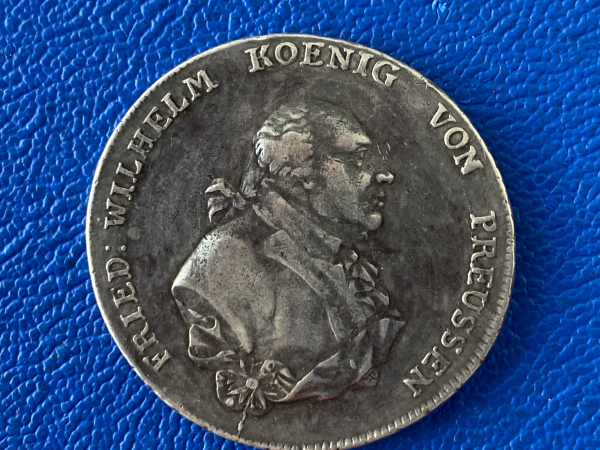 FRIED: WILHELM KOENIG VON PREUSSEN